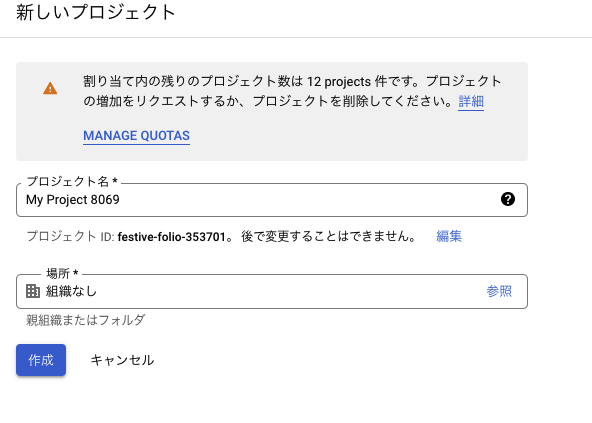 新しいプロジェクト
割り当て内の残りのプロジェクト数は 12 projects 件です。プロジェクト
の増加をリクエストするか、プロジェクトを削除してください。詳細
MANAGE QUOTAS
プロジェクト名 *
My Project 8069
プロジェクト ID: festive-folio-353701。 後で変更することはできません。 編集
場所 *
組織なし 参照
親組織またはフォルダ
作成 キャンセル